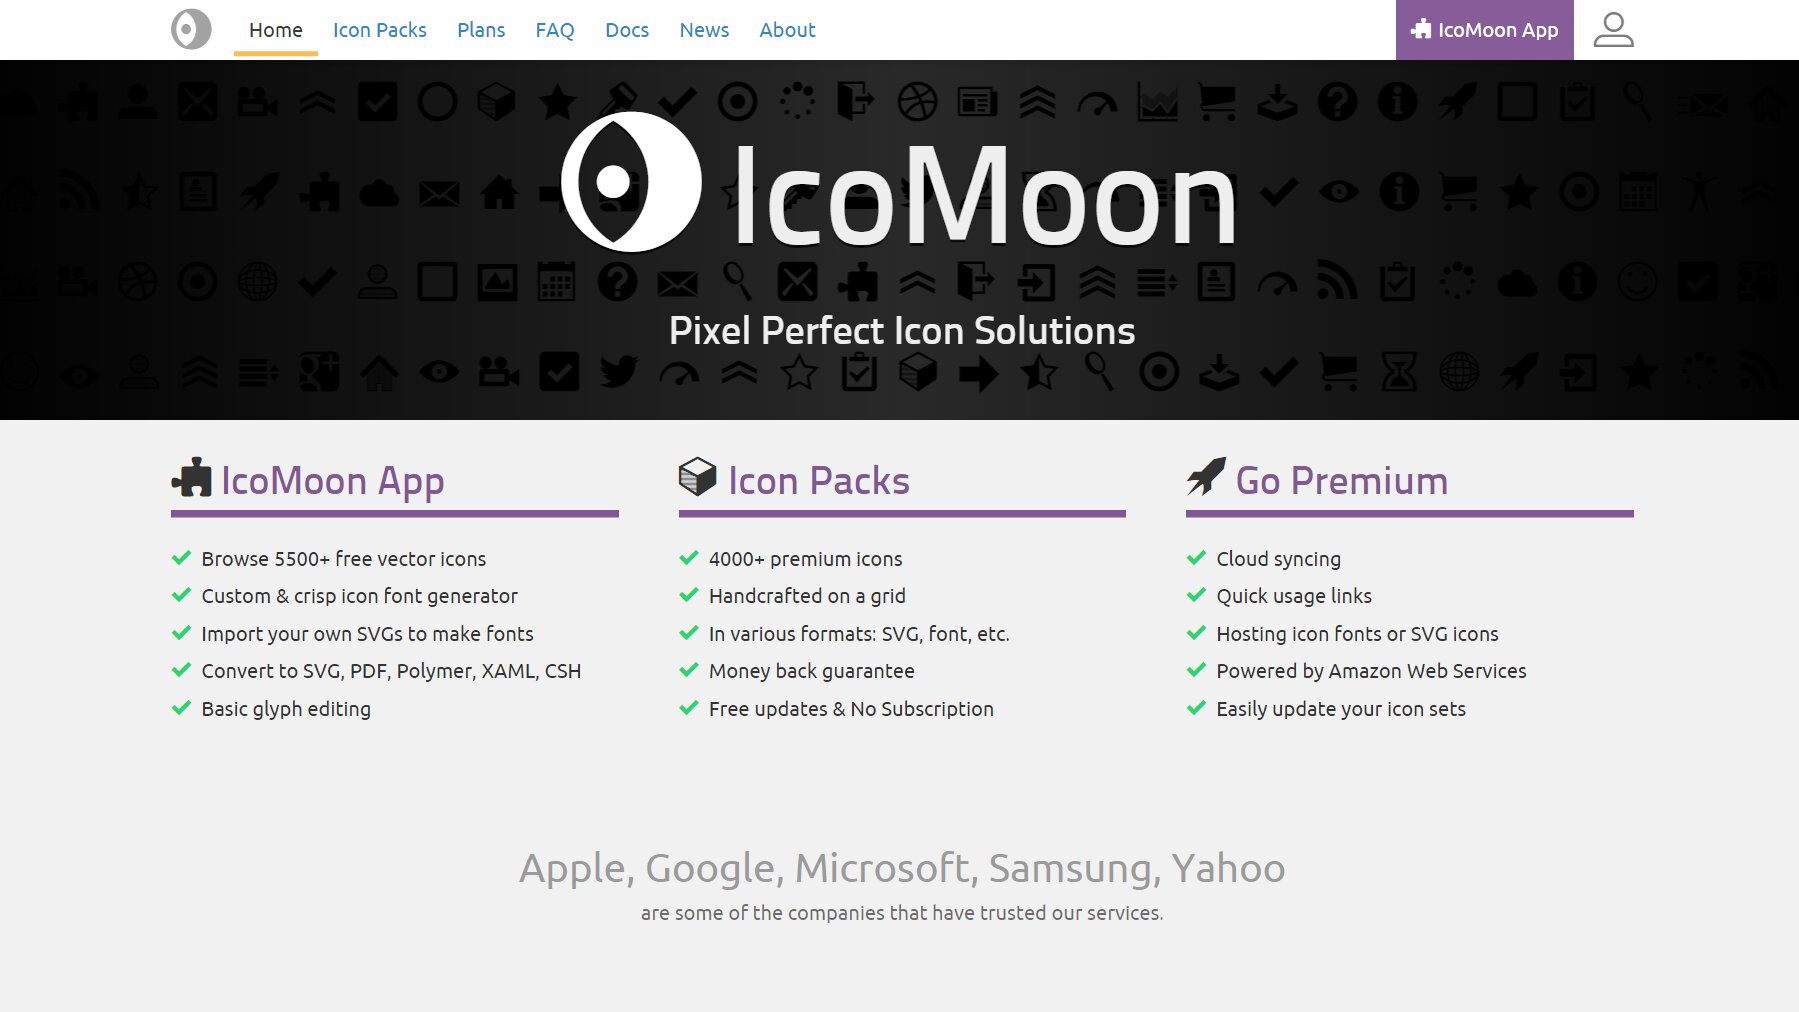 Home Icon Packs Plans FAQ Docs News About IcoMoon App
IcoMoon
Pixel Perfect Icon Solutions
IcoMoon App
Browse 5500+ free vector icons
Custom & crisp icon font generator
Import your own SVGs to make fonts
Convert to SVG, PDF, Polymer, XAML, CSH
Basic glyph editing
Icon Packs
4000+ premium icons
Handcrafted on a grid
In various formats: SVG, font, etc.
Money back guarantee
Free updates & No Subscription
Go Premium
Cloud syncing
Quick usage links
Hosting icon fonts or SVG icons
Powered by Amazon Web Services
Easily update your icon sets
Apple, Google, Microsoft, Samsung, Yahoo
are some of the companies that have trusted our services.